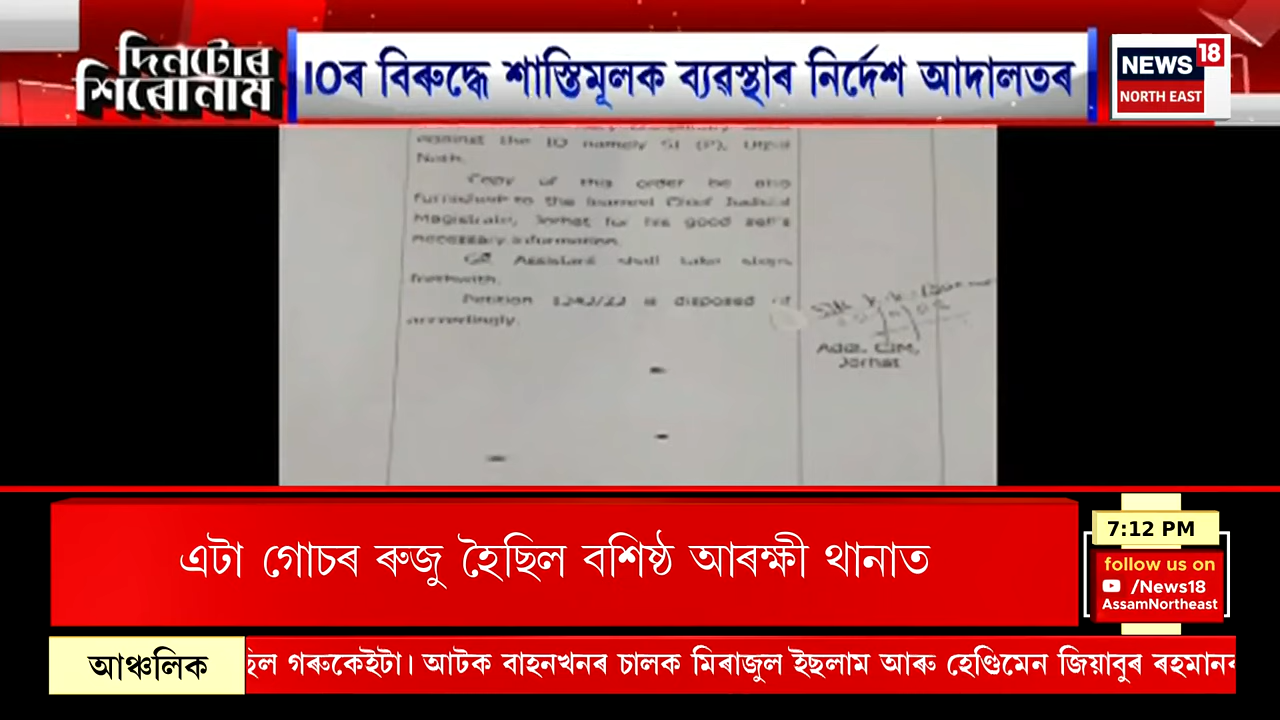 দিনটোৰ
শিৰোনাম
IOৰ বিৰুদ্ধে শাস্তিমূলক ব্যৱস্থাৰ নিৰ্দেশ আদালতৰ
NEWS 18
NORTH EAST
against the IO namely SI (P), Utpal
Nath.
Copy of this order be also
furnished to the learned Chief Judicial
Magistrate, Jorhat for his good self's
necessary information.
Assistant shall take steps
forthwith.
Petition 1242/22 is disposed of
accordingly.
Addl. CJM,
Jorhat
এটা গোচৰ ৰুজু হৈছিল বশিষ্ঠ আৰক্ষী থানাত
7:12 PM
follow us on
/News18
AssamNortheast
আঞ্চলিক
ছিল গৰুকেইটা। আটক বাহনখনৰ চালক মিৰাজুল ইছলাম আৰু হেণ্ডিমেন জিয়াবুৰ ৰহমানক